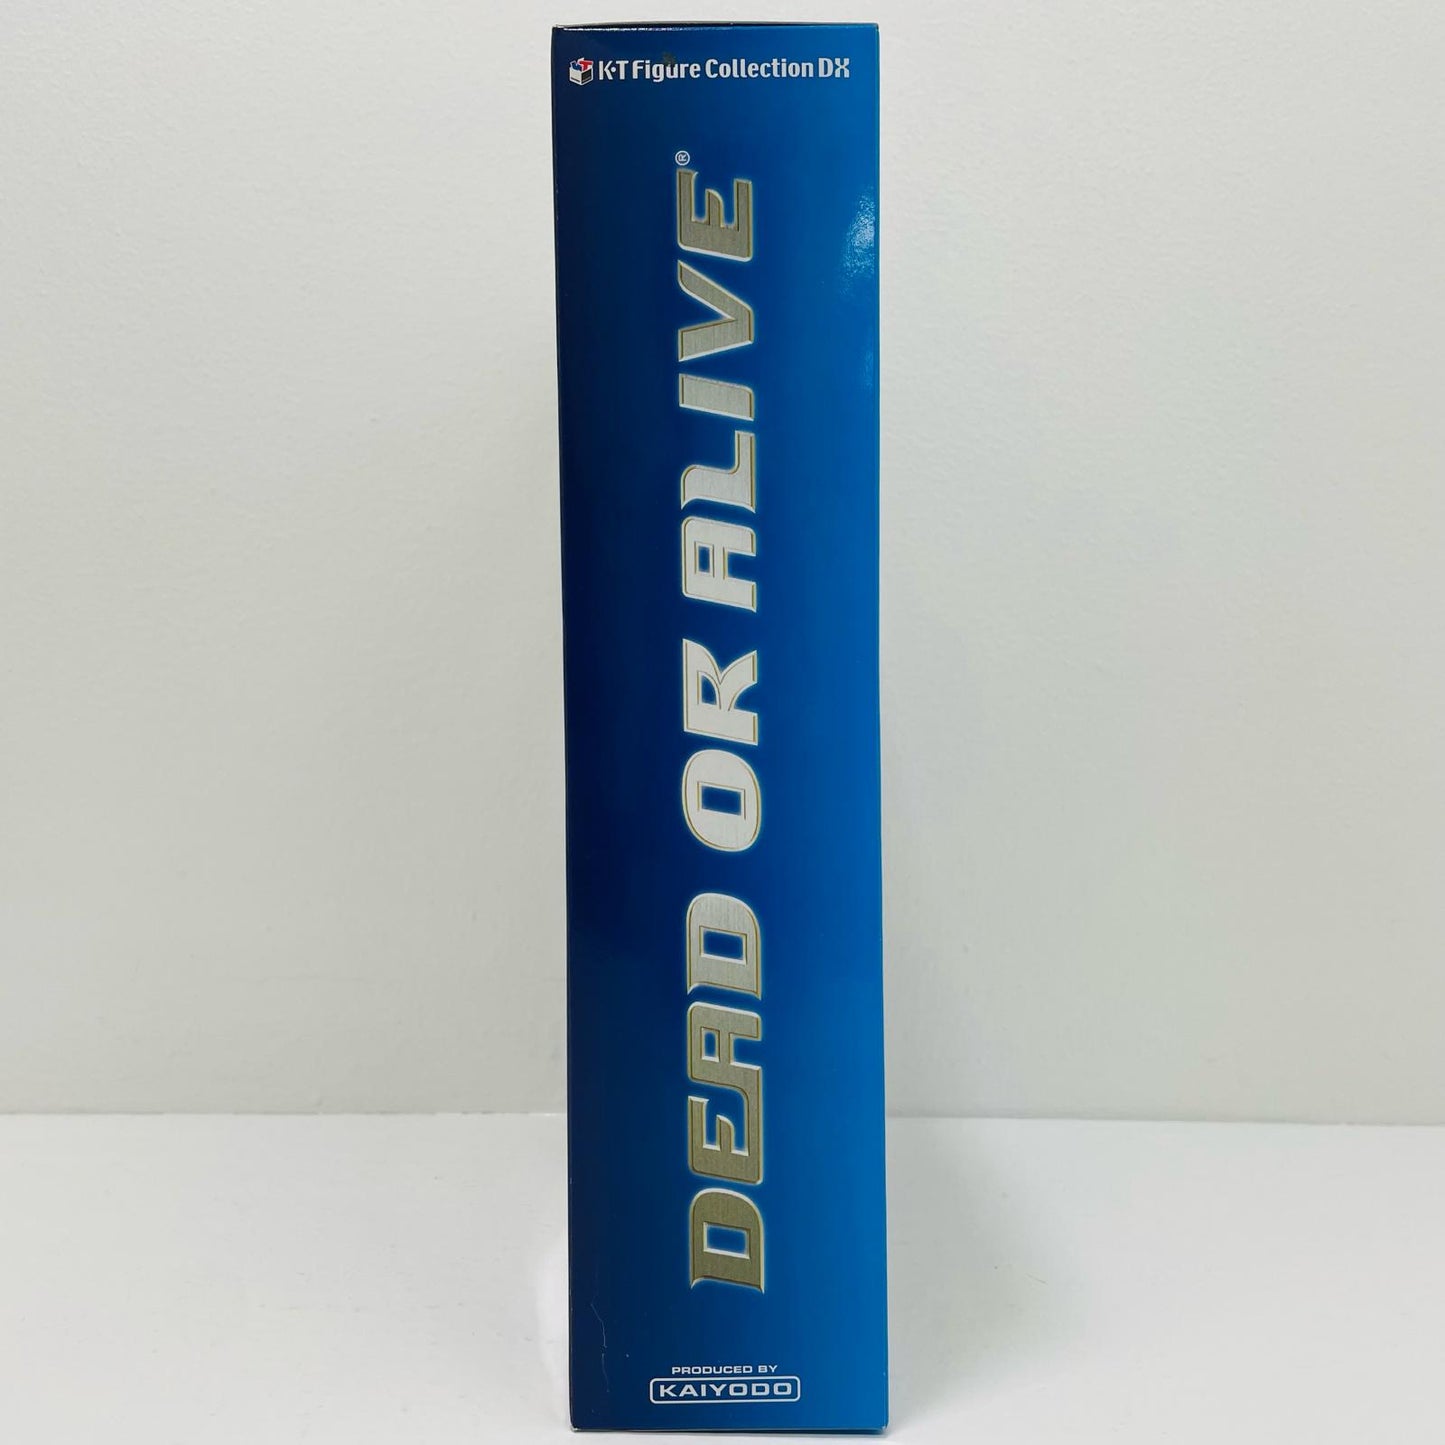 K·T Figure Collection DX
DEAD OR ALIVE®
PRODUCED BY
KAIYODO